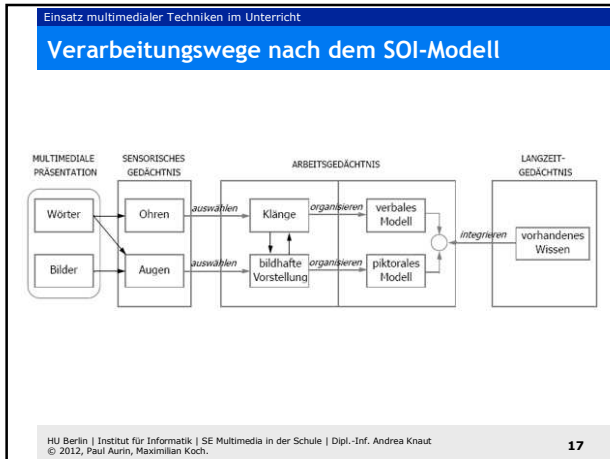 Einsatz multimedialer Techniken im Unterricht
Verarbeitungswege nach dem SOI-Modell
MULTIMEDIALE
PRÄSENTATION
SENSORISCHES
GEDÄCHTNIS
ARBEITSGEDÄCHTNIS
LANGZEIT-
GEDÄCHTNIS
Wörter
Ohren
auswählen
Klänge
organisieren
verbales
Modell
integrieren
vorhandenes
Wissen
Bilder
Augen
auswählen
bildhafte
Vorstellung
organisieren
piktorales
Modell
HU Berlin | Institut für Informatik | SE Multimedia in der Schule | Dipl.-Inf. Andrea Knaut
© 2012, Paul Aurin, Maximilian Koch.
17